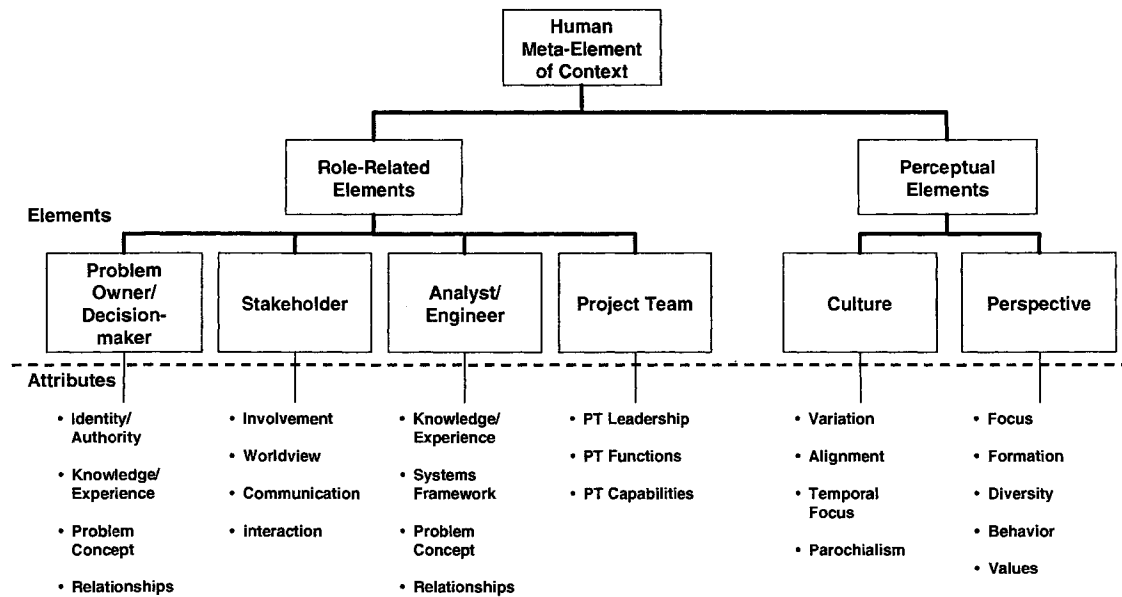 Human
Meta-Element
of Context
Role-Related
Elements
Perceptual
Elements
Elements
Problem
Owner/
Decision-
maker
Stakeholder
Analyst/
Engineer
Project Team
Culture
Perspective
Attributes
• Identity/
Authority
• Knowledge/
Experience
• Problem
Concept
• Relationships
• Involvement
• Worldview
• Communication
• interaction
• Knowledge/
Experience
• Systems
Framework
• Problem
Concept
• Relationships
• PT Leadership
• PT Functions
• PT Capabilities
• Variation
• Alignment
• Temporal
Focus
• Parochialism
• Focus
• Formation
• Diversity
• Behavior
• Values